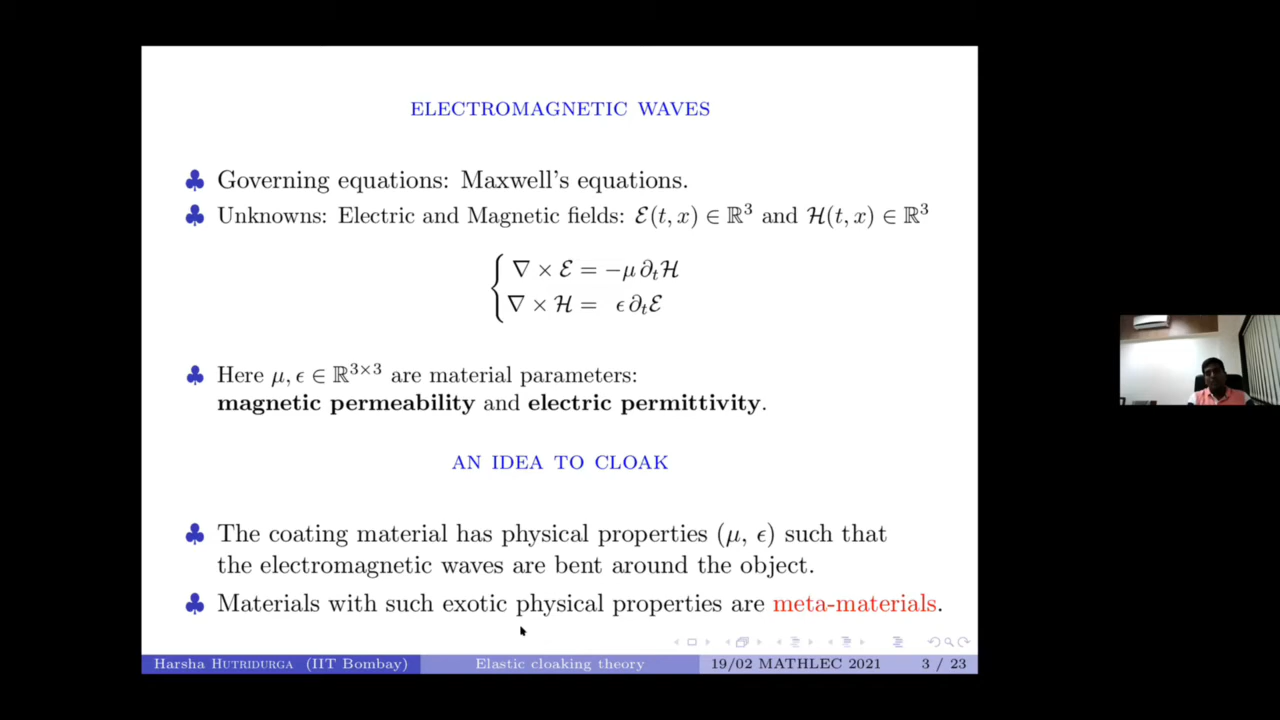 ELECTROMAGNETIC WAVES
♣ Governing equations: Maxwell's equations.
♣ Unknowns: Electric and Magnetic fields: ℰ(t, x) ∈ ℝ³ and ℋ(t, x) ∈ ℝ³
∇ × ℰ = −μ ∂ₜℋ
∇ × ℋ = ϵ ∂ₜℰ
♣ Here μ, ϵ ∈ ℝ³ˣ³ are material parameters:
magnetic permeability and electric permittivity.
AN IDEA TO CLOAK
♣ The coating material has physical properties (μ, ϵ) such that
the electromagnetic waves are bent around the object.
♣ Materials with such exotic physical properties are meta-materials.
Harsha HUTRIDURGA (IIT Bombay) Elastic cloaking theory 19/02 MATHLEC 2021 3 / 23